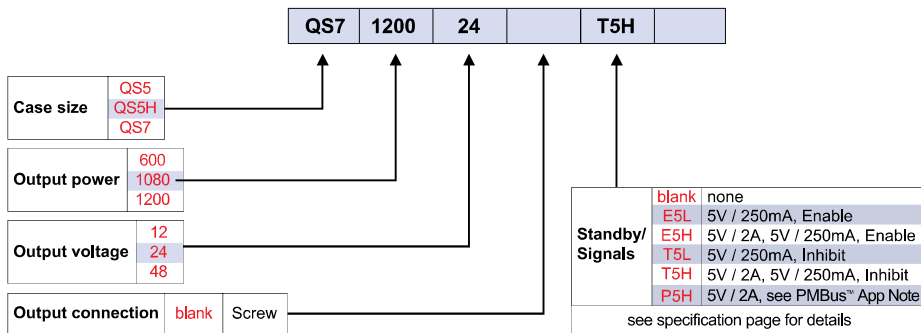 QS7 1200 24 T5H
Case size
QS5
QS5H
QS7
Output power
600
1080
1200
Output voltage
12
24
48
Output connection blank Screw
Standby/
Signals
blank none
E5L 5V / 250mA, Enable
E5H 5V / 2A, 5V / 250mA, Enable
T5L 5V / 250mA, Inhibit
T5H 5V / 2A, 5V / 250mA, Inhibit
P5H 5V / 2A, see PMBus™ App Note
see specification page for details